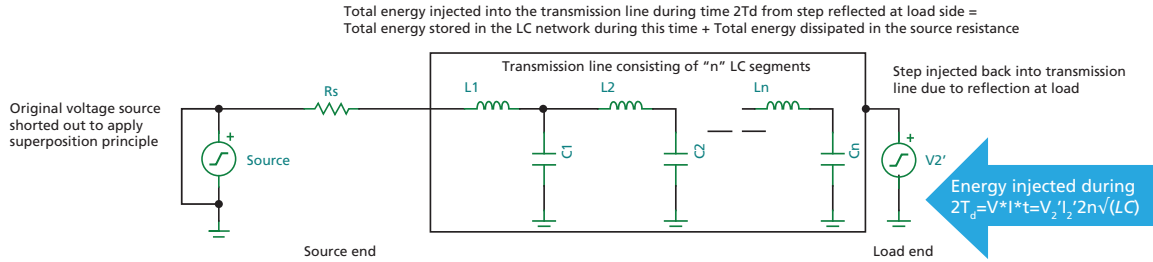 Total energy injected into the transmission line during time 2Td from step reflected at load side =
Total energy stored in the LC network during this time + Total energy dissipated in the source resistance
Transmission line consisting of “n” LC segments
Step injected back into transmission
line due to reflection at load
Original voltage source
shorted out to apply
superposition principle
Rs
L1
L2
Ln
+
Source
C1
C2
Cn
+
V2'
Energy injected during
2T_d=V*I*t=V_2'I_2'2n√(LC)
Source end
Load end